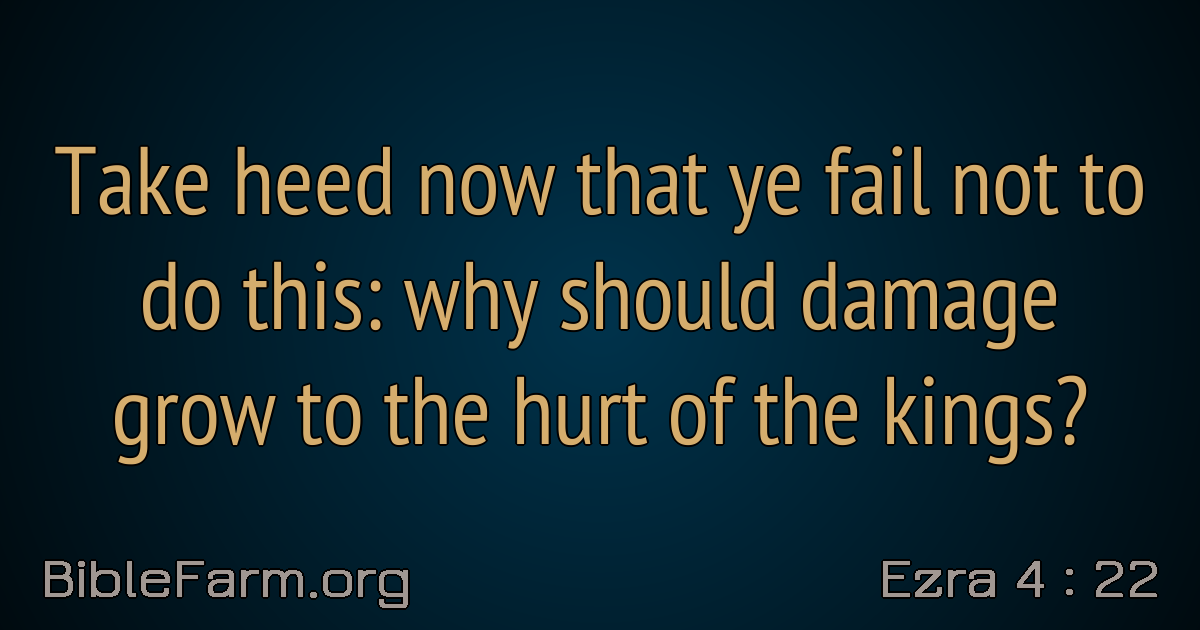 Take heed now that ye fail not to
do this: why should damage
grow to the hurt of the kings?
BibleFarm.org
Ezra 4 : 22